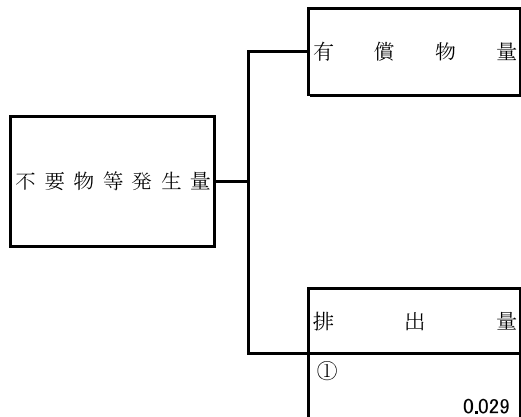 有償物量
不要物等発生量
排出量
①
0.029